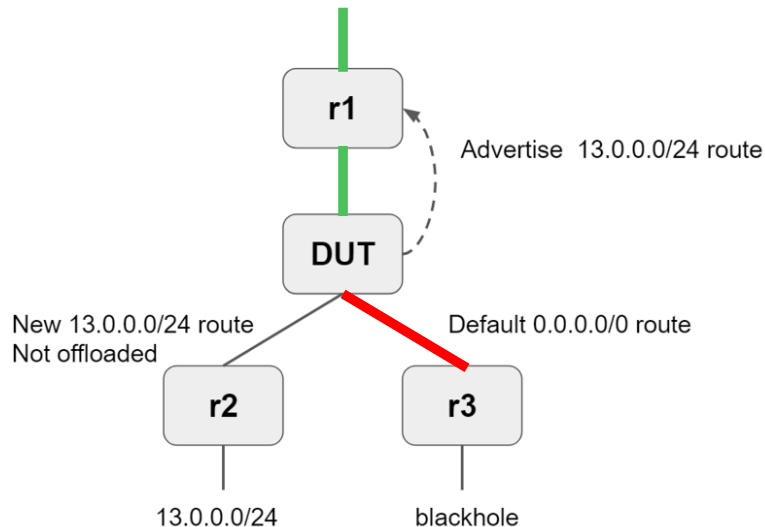 r1
Advertise 13.0.0.0/24 route
DUT
New 13.0.0.0/24 route
Not offloaded
Default 0.0.0.0/0 route
r2
r3
13.0.0.0/24
blackhole